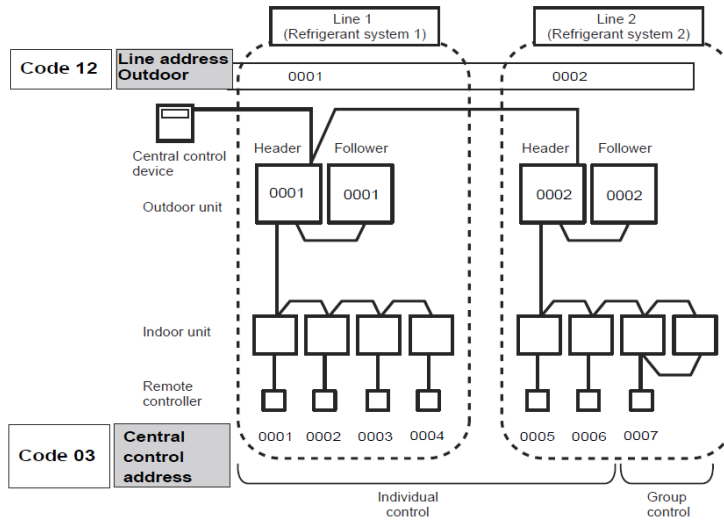 Line 1
(Refrigerant system 1)
Line 2
(Refrigerant system 2)
Code 12
Line address
Outdoor
0001
0002
Central control
device
Header
Follower
Header
Follower
Outdoor unit
0001
0001
0002
0002
Indoor unit
Remote
controller
Code 03
Central
control
address
0001
0002
0003
0004
0005
0006
0007
Individual
control
Group
control